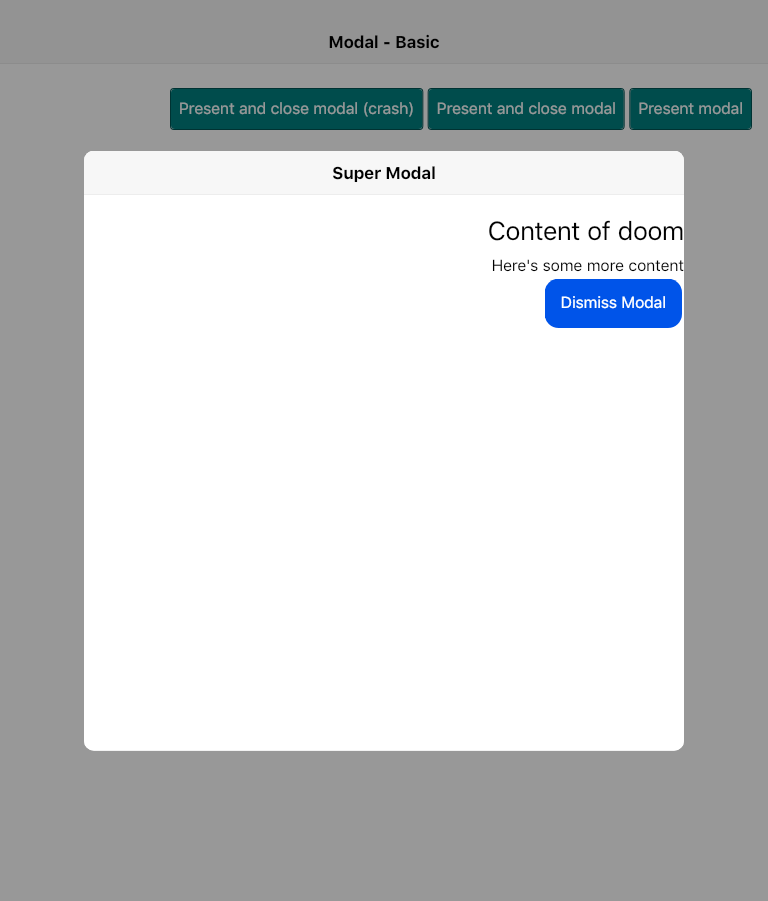 Modal - Basic
Present and close modal (crash) Present and close modal Present modal
Super Modal
Content of doom
Here's some more content
Dismiss Modal